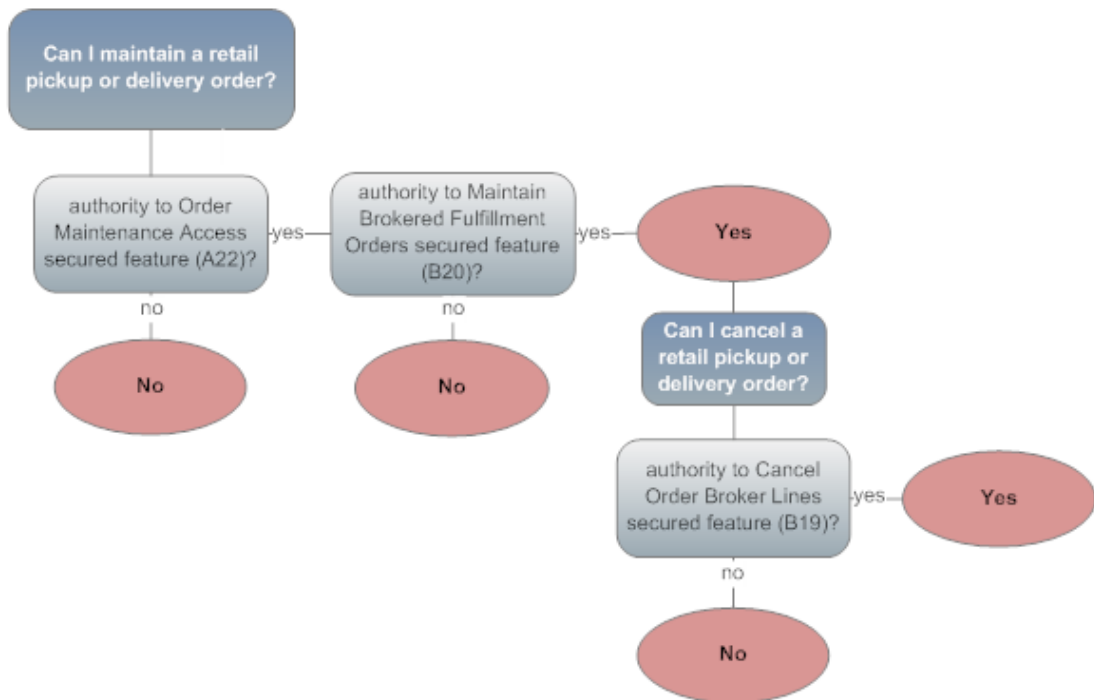 Can I maintain a retail
pickup or delivery order?
authority to Order
Maintenance Access
secured feature (A22)?
yes
authority to Maintain
Brokered Fulfillment
Orders secured feature
(B20)?
yes
Yes
no
No
no
No
Can I cancel a
retail pickup or
delivery order?
authority to Cancel
Order Broker Lines
secured feature (B19)?
yes
Yes
no
No